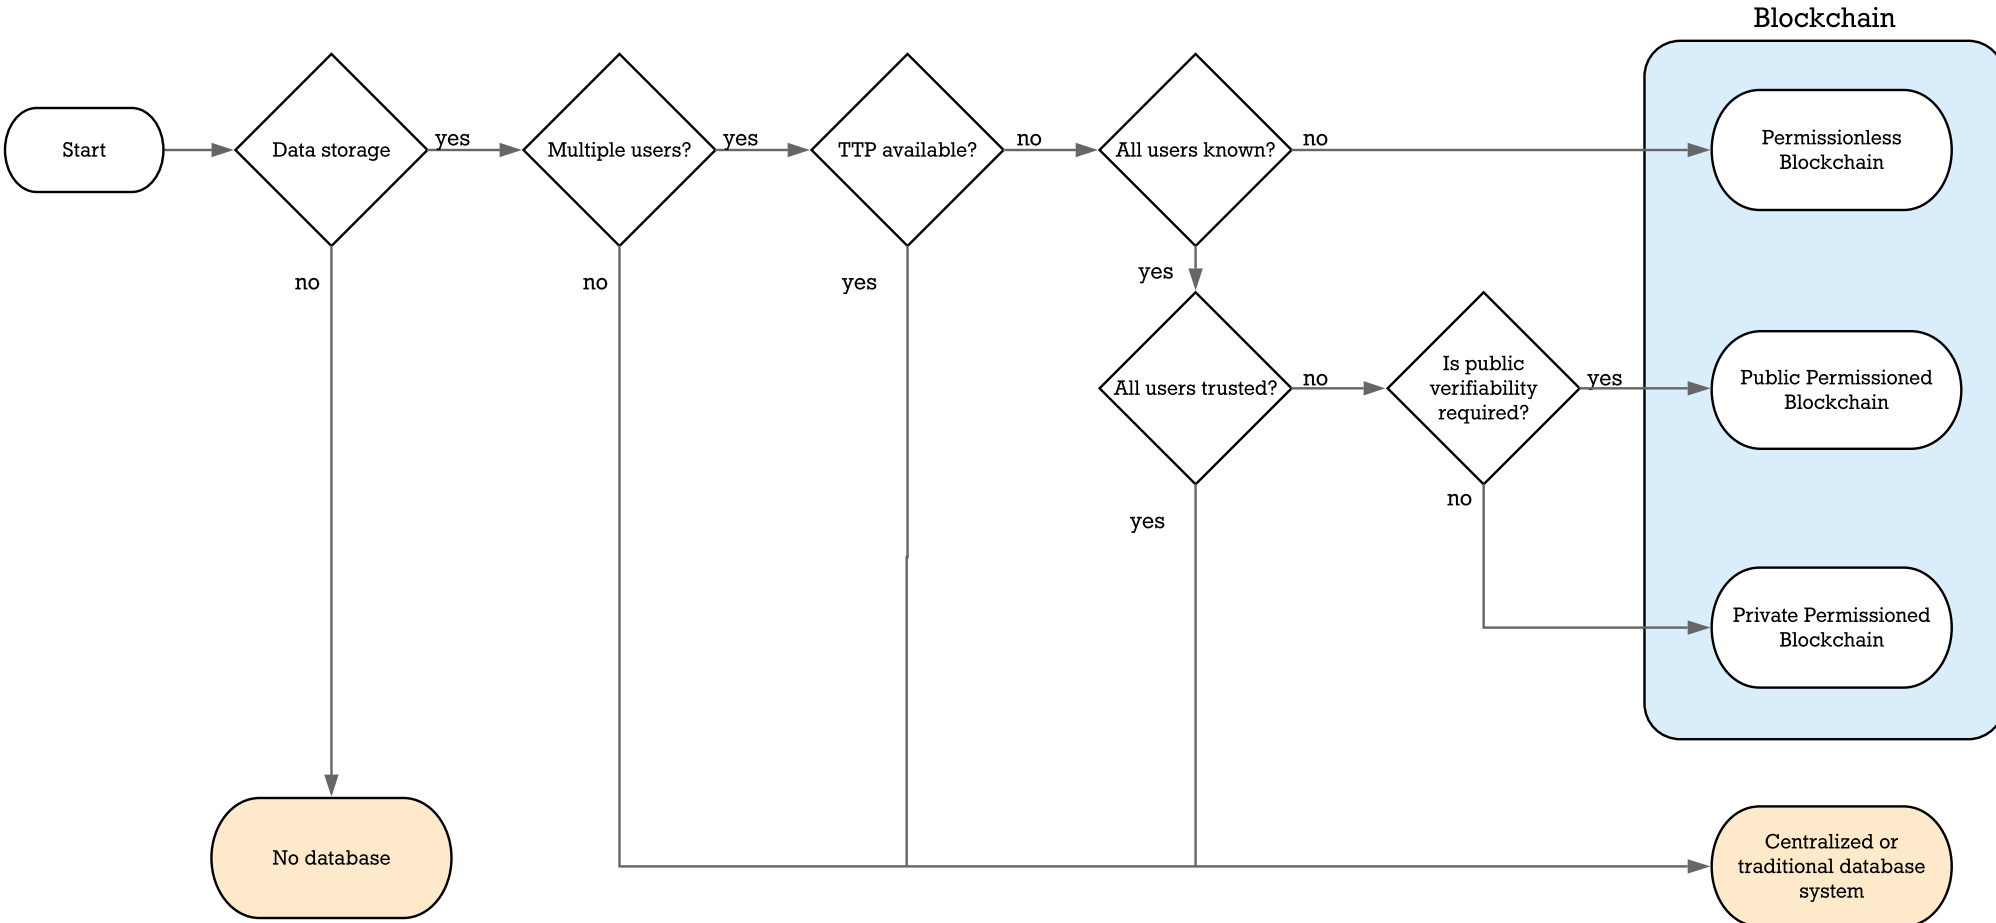 Blockchain
Start
Data storage
yes
Multiple users?
yes
TTP available?
no
All users known?
no
Permissionless
Blockchain
no
no
yes
yes
All users trusted?
no
Is public
verifiability
required?
yes
Public Permissioned
Blockchain
yes
no
Private Permissioned
Blockchain
No database
Centralized or
traditional database
system